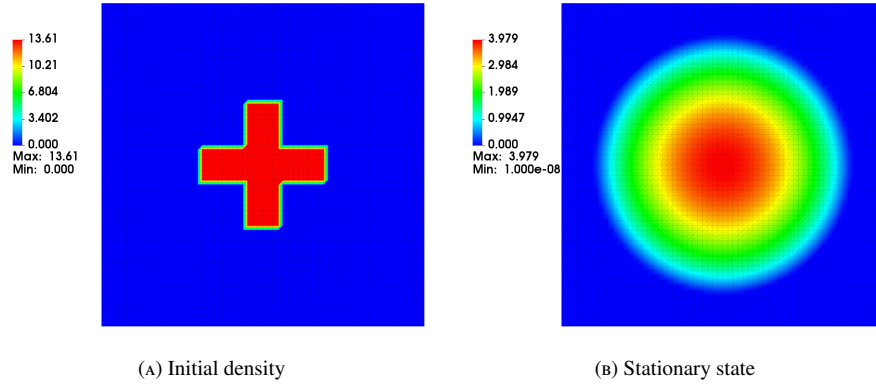 13.61
10.21
6.804
3.402
0.000
Max: 13.61
Min: 0.000
3.979
2.984
1.989
0.9947
0.000
Max: 3.979
Min: 1.000e-08
(A) Initial density
(B) Stationary state